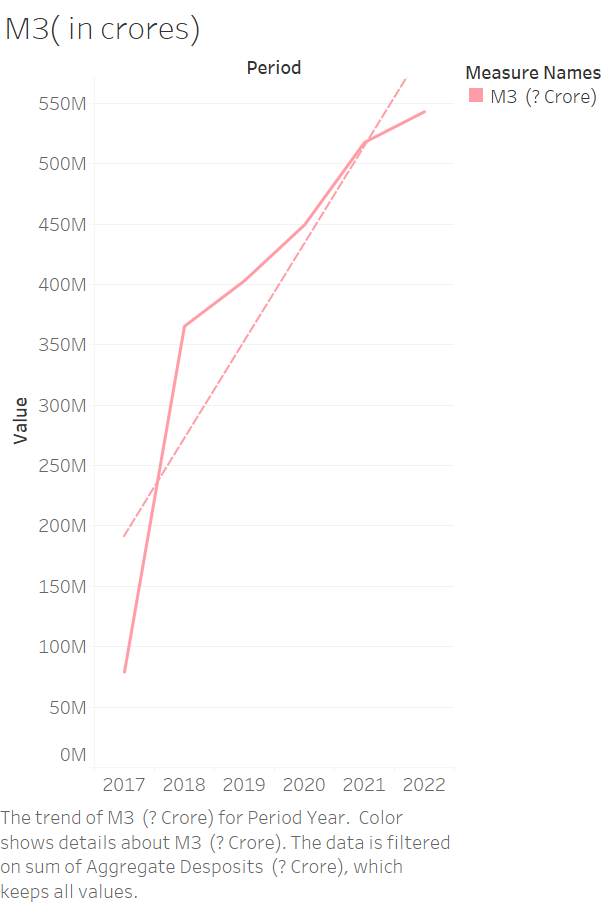 M3( in crores)
Period
Measure Names
M3  (? Crore)
550M
500M
450M
400M
350M
300M
250M
200M
150M
100M
50M
0M
Value
2017 2018 2019 2020 2021 2022
The trend of M3  (? Crore) for Period Year.  Color
shows details about M3  (? Crore). The data is filtered
on sum of Aggregate Desposits  (? Crore), which
keeps all values.